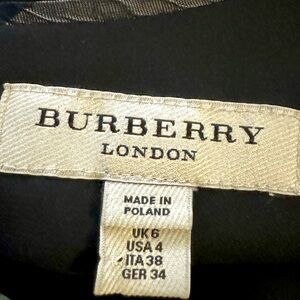 BURBERRY
LONDON
MADE IN
POLAND
UK 6
USA 4
ITA 38
GER 34